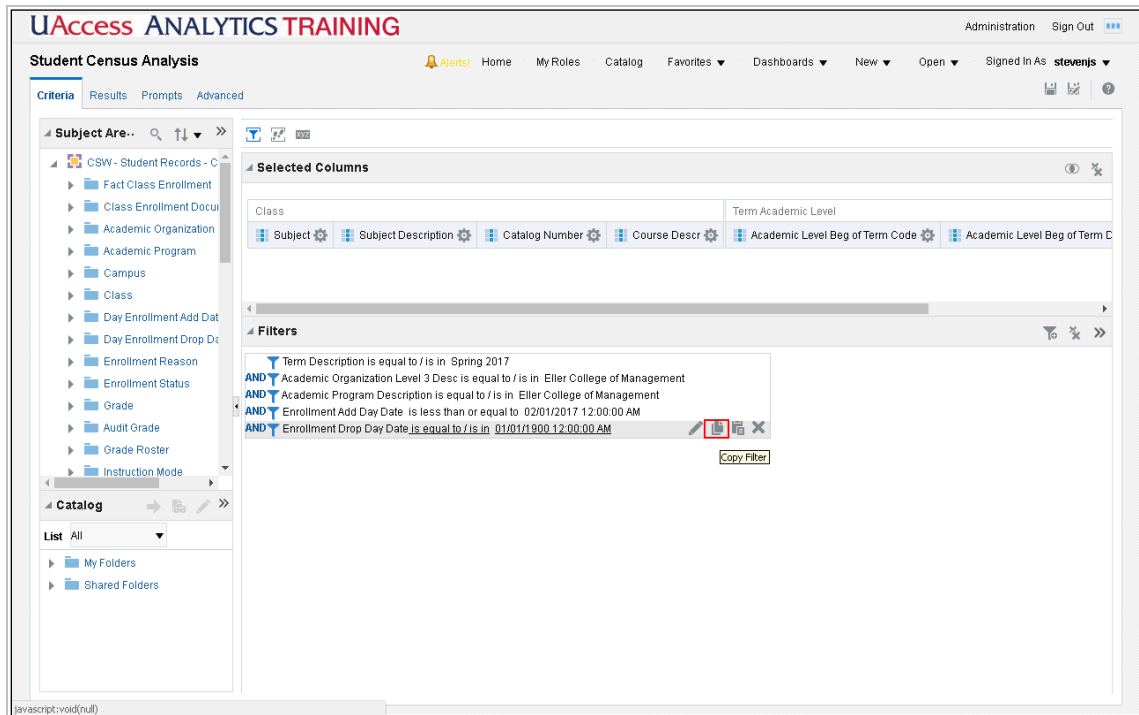 UAccess ANALYTICS TRAINING
Administration Sign Out
Student Census Analysis
Alerts! Home My Roles Catalog Favorites Dashboards New Open Signed In As stevenjs
Criteria Results Prompts Advanced
Subject Are..
CSW - Student Records - C
Fact Class Enrollment
Class Enrollment Docu
Academic Organization
Academic Program
Campus
Class
Day Enrollment Add Dat
Day Enrollment Drop Da
Enrollment Reason
Enrollment Status
Grade
Audit Grade
Grade Roster
Instruction Mode
Catalog
List All
My Folders
Shared Folders
xyz
Selected Columns
Class Term Academic Level
Subject Subject Description Catalog Number Course Descr Academic Level Beg of Term Code Academic Level Beg of Term D
Filters
Term Description is equal to / is in Spring 2017
AND Academic Organization Level 3 Desc is equal to / is in Eller College of Management
AND Academic Program Description is equal to / is in Eller College of Management
AND Enrollment Add Day Date is less than or equal to 02/01/2017 12:00:00 AM
AND Enrollment Drop Day Date is equal to / is in 01/01/1900 12:00:00 AM
Copy Filter
javascript:void(null)